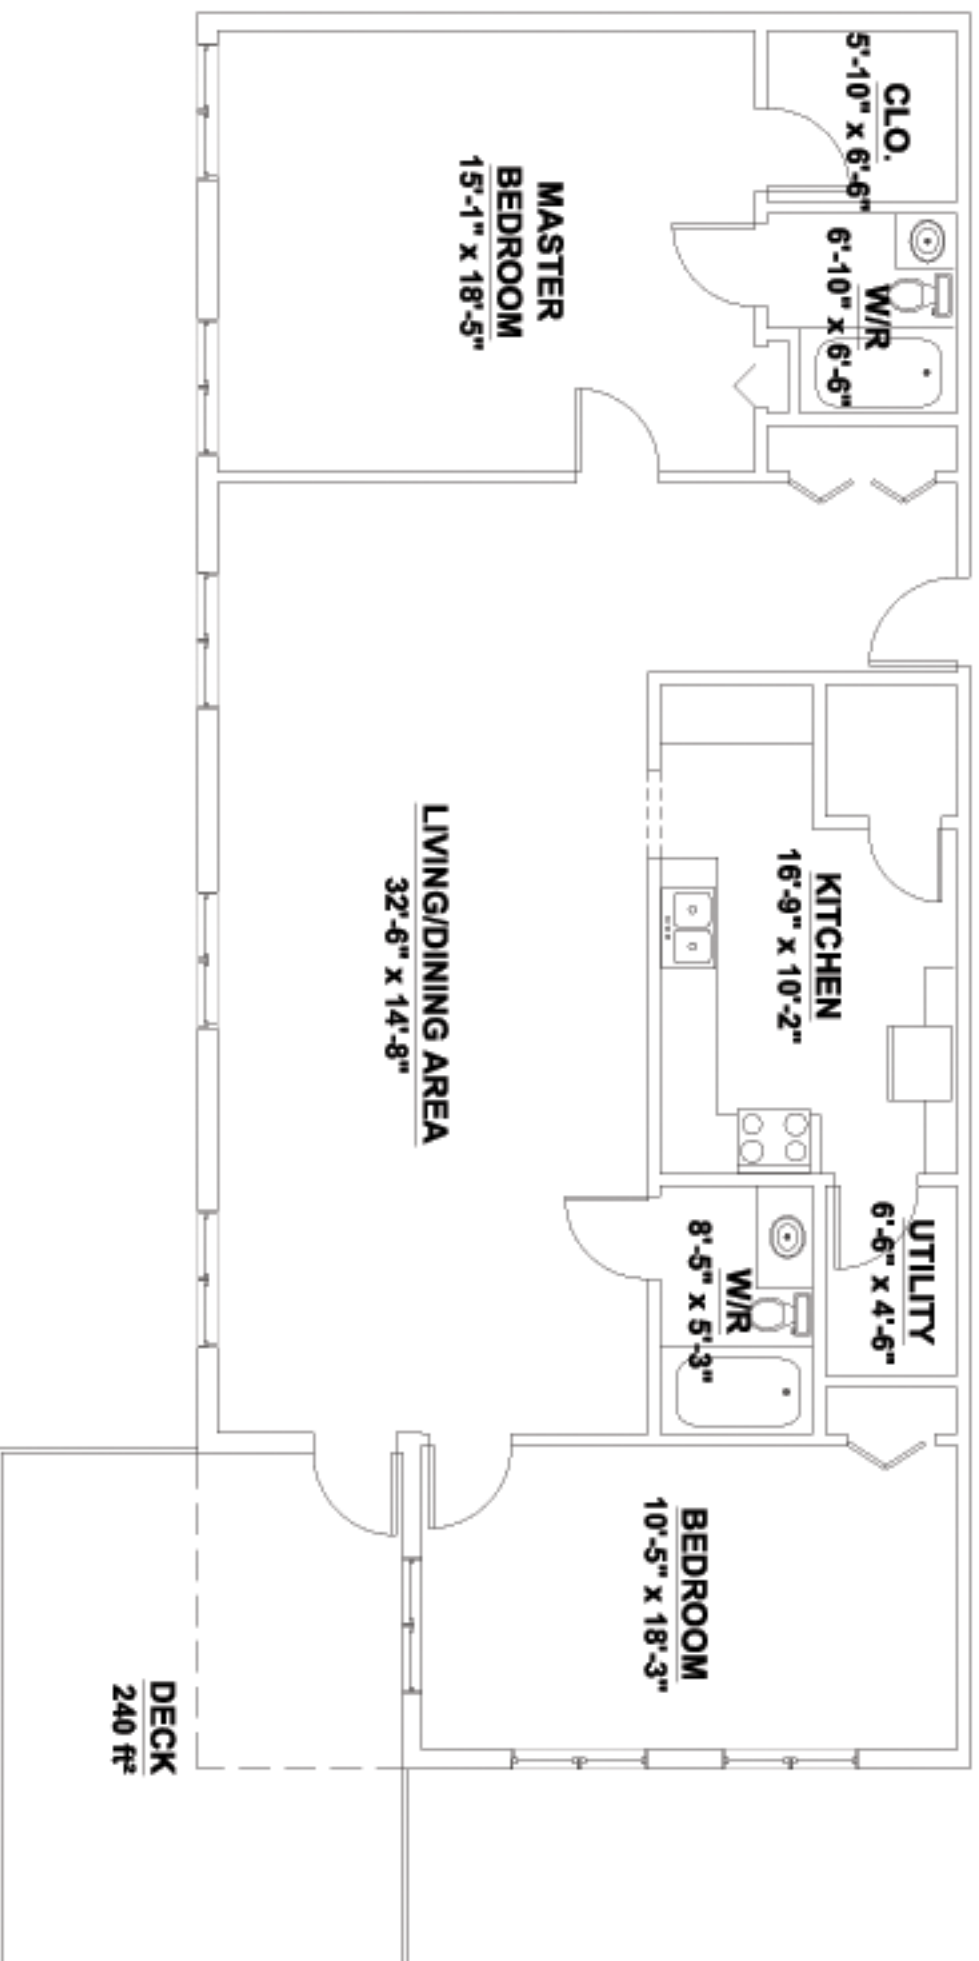 CLO.
5'-10" x 6'-6"
W/R
6'-10" x 6'-6"
MASTER
BEDROOM
15'-1" x 18'-5"
KITCHEN
16'-9" x 10'-2"
LIVING/DINING AREA
32'-6" x 14'-8"
UTILITY
6'-6" x 4'-6"
W/R
8'-5" x 5'-3"
BEDROOM
10'-5" x 18'-3"
DECK
240 ft²